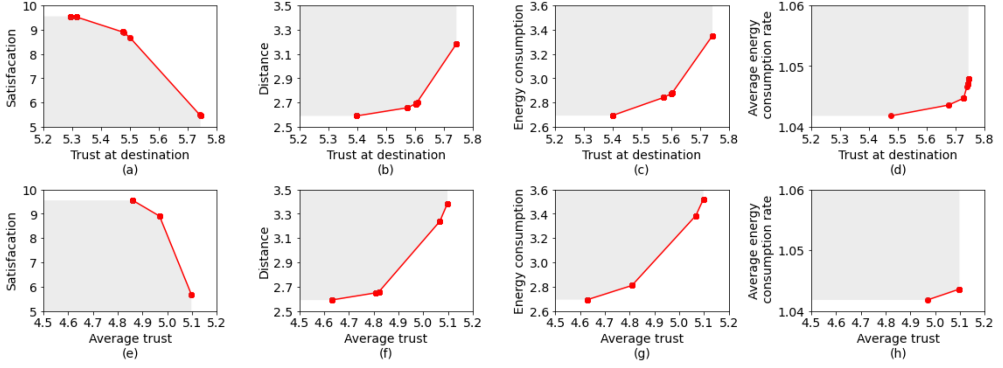 Satisfacation
10
9
8
7
6
5
5.2 5.3 5.4 5.5 5.6 5.7 5.8
Trust at destination
(a)
Distance
3.5
3.3
3.1
2.9
2.7
2.5
5.2 5.3 5.4 5.5 5.6 5.7 5.8
Trust at destination
(b)
Energy consumption
3.6
3.4
3.2
3.0
2.8
2.6
5.2 5.3 5.4 5.5 5.6 5.7 5.8
Trust at destination
(c)
Average energy
consumption rate
1.06
1.05
1.04
5.2 5.3 5.4 5.5 5.6 5.7 5.8
Trust at destination
(d)
Satisfacation
10
9
8
7
6
5
4.5 4.6 4.7 4.8 4.9 5.0 5.1 5.2
Average trust
(e)
Distance
3.5
3.3
3.1
2.9
2.7
2.5
4.5 4.6 4.7 4.8 4.9 5.0 5.1 5.2
Average trust
(f)
Energy consumption
3.6
3.4
3.2
3.0
2.8
2.6
4.5 4.6 4.7 4.8 4.9 5.0 5.1 5.2
Average trust
(g)
Average energy
consumption rate
1.06
1.05
1.04
4.5 4.6 4.7 4.8 4.9 5.0 5.1 5.2
Average trust
(h)